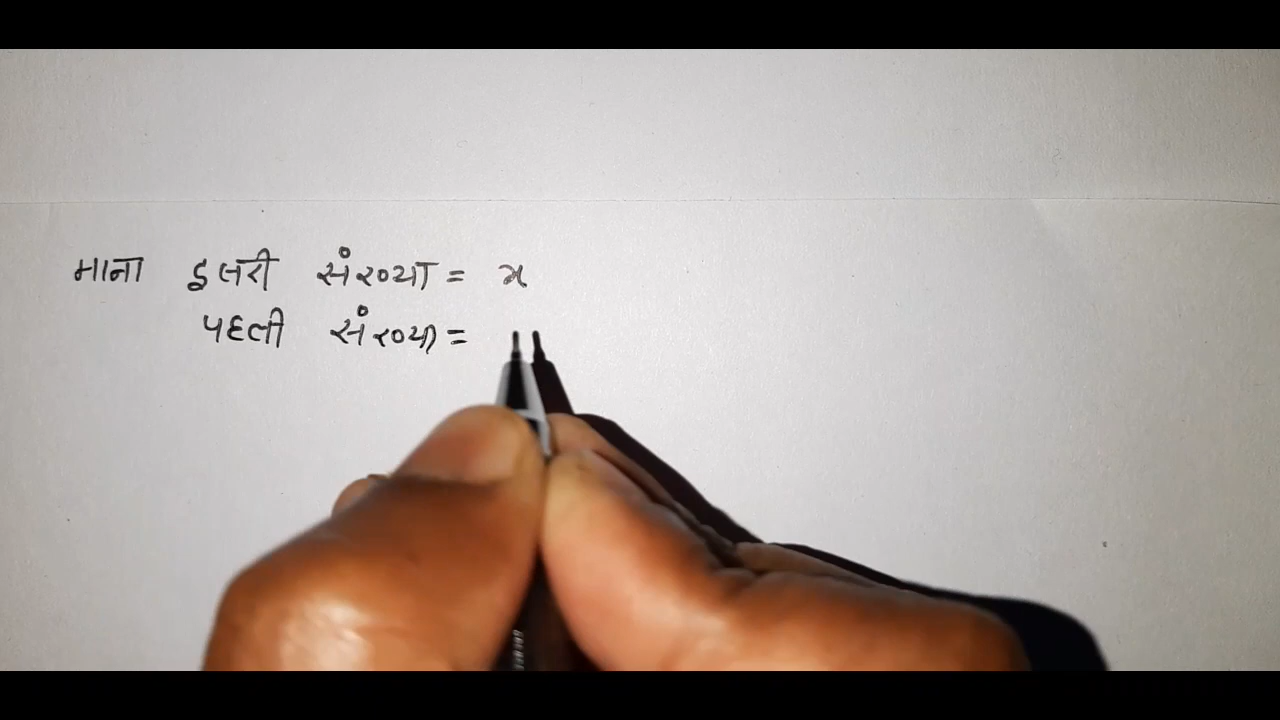 माना दुसरी संख्या = x
पहली संख्या =